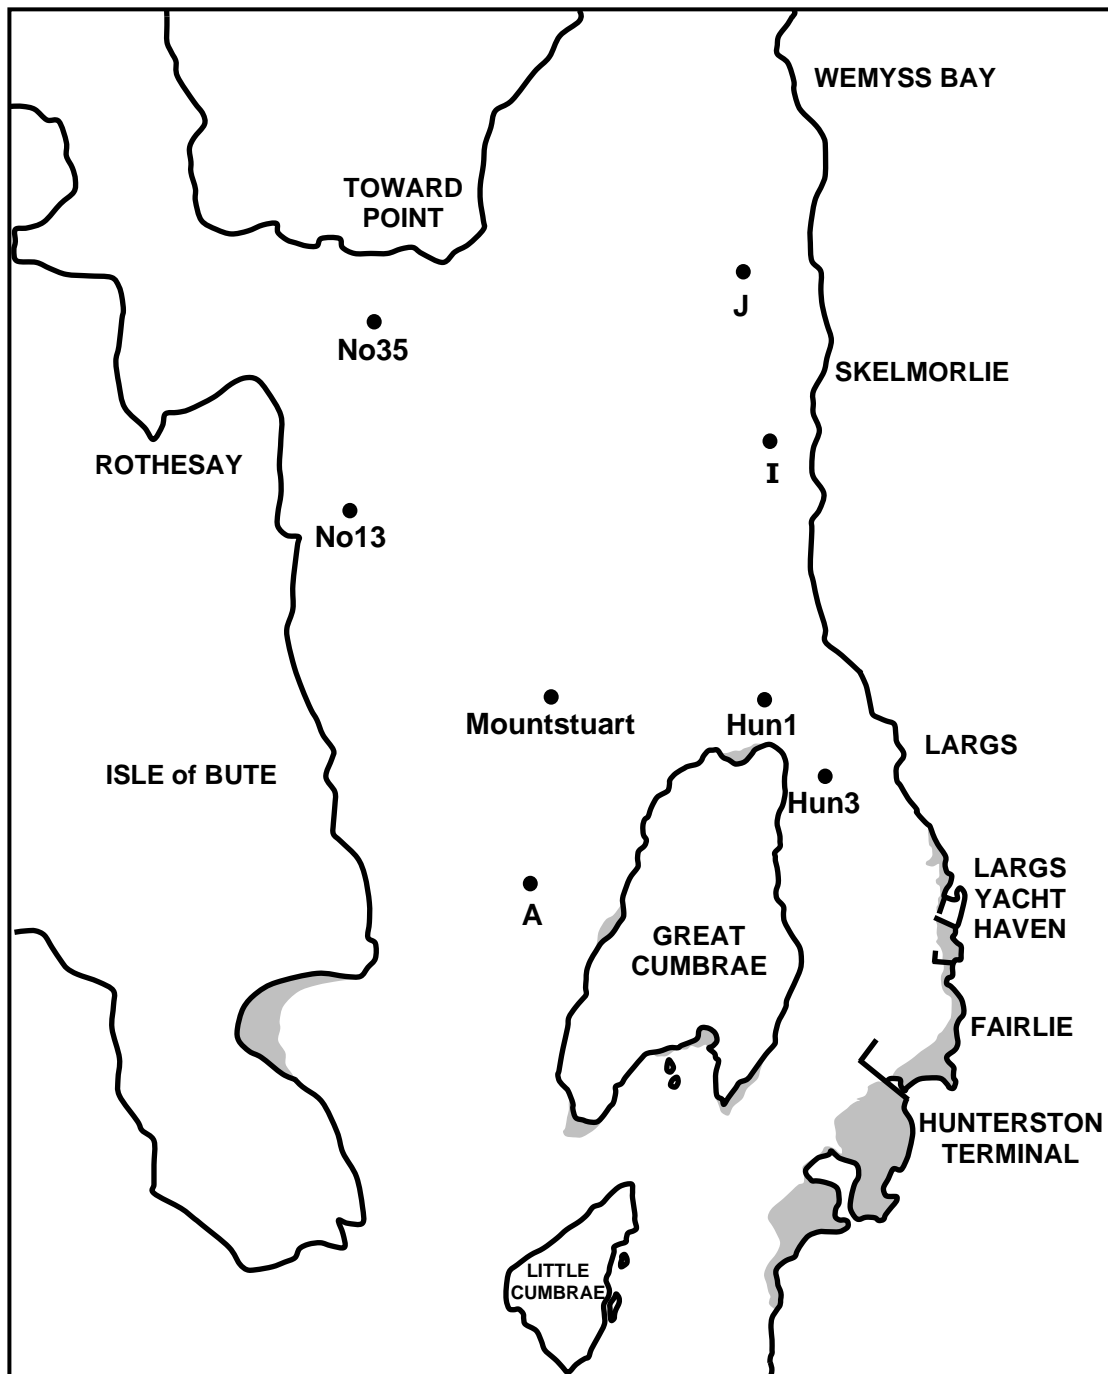 WEMYSS BAY
TOWARD
POINT
J
No35
SKELMORLIE
ROTHESAY
I
No13
Mountstuart
Hun1
LARGS
ISLE of BUTE
Hun3
LARGS
YACHT
HAVEN
A
GREAT
CUMBRAE
FAIRLIE
HUNTERSTON
TERMINAL
LITTLE
CUMBRAE